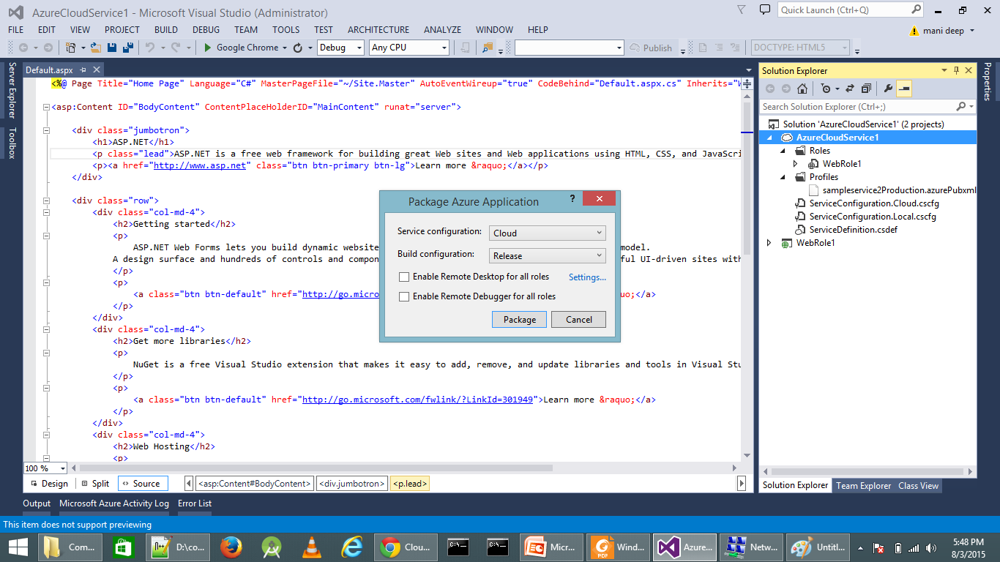 AzureCloudService1 - Microsoft Visual Studio (Administrator)
Quick Launch (Ctrl+Q)
FILE EDIT VIEW PROJECT BUILD DEBUG TEAM TOOLS TEST ARCHITECTURE ANALYZE WINDOW HELP
mani deep
Google Chrome Debug Any CPU Publish DOCTYPE: HTML5
Server Explorer
Toolbox
Default.aspx
<%@ Page Title="Home Page" Language="C#" MasterPageFile="~/Site.Master" AutoEventWireup="true" CodeBehind="Default.aspx.cs" Inherits="
<asp:Content ID="BodyContent" ContentPlaceHolderID="MainContent" runat="server">
<div class="jumbotron">
<h1>ASP.NET</h1>
<p class="lead">ASP.NET is a free web framework for building great Web sites and Web applications using HTML, CSS, and JavaScri
<p><a href="http://www.asp.net" class="btn btn-primary btn-lg">Learn more &raquo;</a></p>
</div>
<div class="row">
<div class="col-md-4">
<h2>Getting started</h2>
<p>
ASP.NET Web Forms lets you build dynamic website odel.
A design surface and hundreds of controls and compon ful UI-driven sites with
</p>
<p>
<a class="btn btn-default" href="http://go.micro uo;</a>
</p>
</div>
<div class="col-md-4">
<h2>Get more libraries</h2>
<p>
NuGet is a free Visual Studio extension that makes it easy to add, remove, and update libraries and tools in Visual Stu
</p>
<p>
<a class="btn btn-default" href="http://go.microsoft.com/fwlink/?LinkId=301949">Learn more &raquo;</a>
</p>
</div>
<div class="col-md-4">
<h2>Web Hosting</h2>
<p>
100 %
Design Split Source <asp:Content#BodyContent> <div.jumbotron> <p.lead>
Package Azure Application ?
Service configuration: Cloud
Build configuration: Release
Enable Remote Desktop for all roles Settings...
Enable Remote Debugger for all roles
Package Cancel
Solution Explorer
Search Solution Explorer (Ctrl+;)
Solution 'AzureCloudService1' (2 projects)
AzureCloudService1
Roles
WebRole1
Profiles
sampleservice2Production.azurePubxml
ServiceConfiguration.Cloud.cscfg
ServiceConfiguration.Local.cscfg
ServiceDefinition.csdef
WebRole1
Solution Explorer Team Explorer Class View
Properties
Output Microsoft Azure Activity Log Error List
This item does not support previewing
Com... D:\co... Clou... C:\_ C:\_ Micr... PDF Wind... Azure... Netw... Untitl...
5:48 PM
8/3/2015